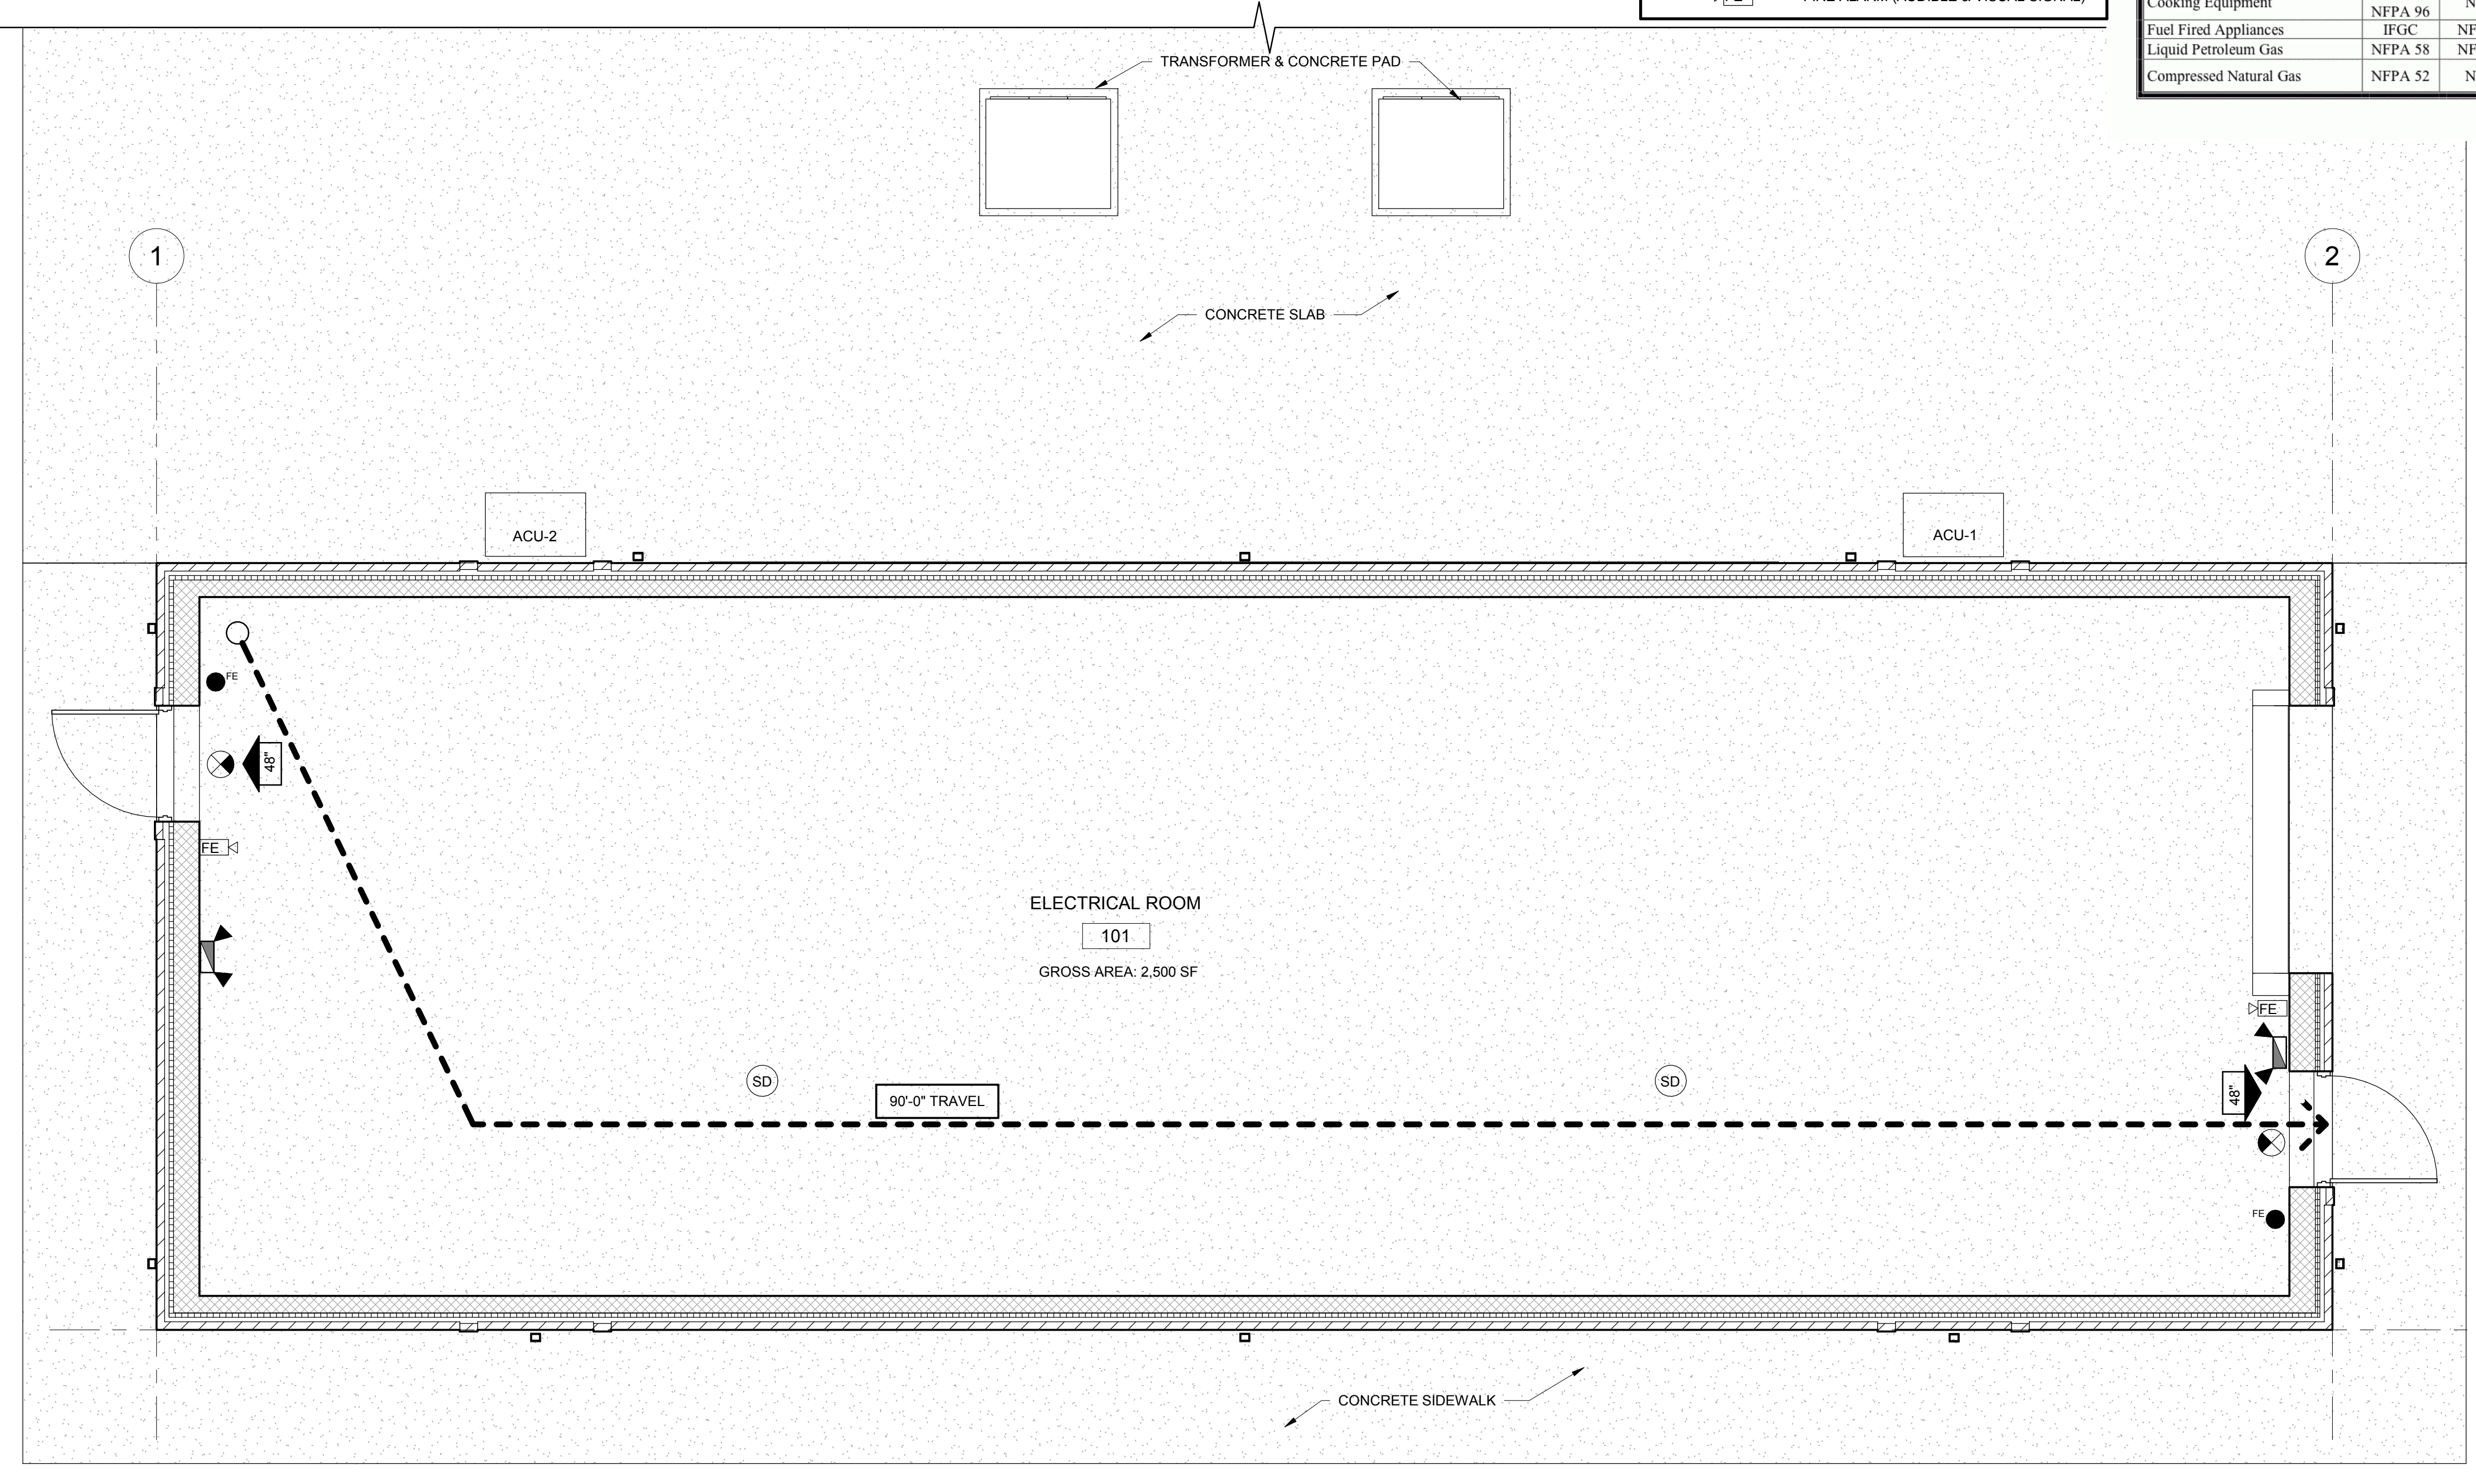 Cooking Equipment
NFPA 96
Fuel Fired Appliances IFGC NF
Liquid Petroleum Gas NFPA 58 NF
Compressed Natural Gas NFPA 52 N
TRANSFORMER & CONCRETE PAD
1
2
CONCRETE SLAB
ACU-2
ACU-1
FE
48"
FE
ELECTRICAL ROOM
101
GROSS AREA: 2,500 SF
FE
SD
SD
90'-0" TRAVEL
48"
FE
CONCRETE SIDEWALK